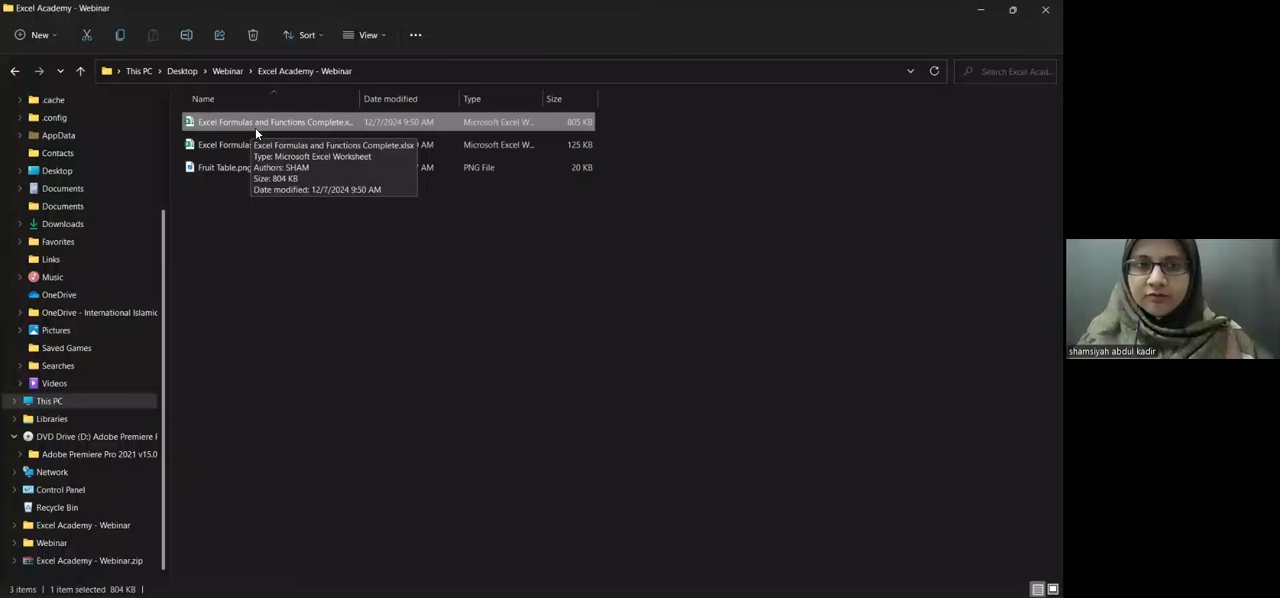 Excel Academy - Webinar
New
Sort
View
This PC
Desktop
Webinar
Excel Academy - Webinar
Search Excel Acad...
Name
Date modified
Type
Size
Excel Formulas and Functions Complete.x...
12/7/2024 9:50 AM
Microsoft Excel W...
805 KB
Excel Formulas
AM
Microsoft Excel W...
125 KB
Fruit Table.png
AM
PNG File
20 KB
Excel Formulas and Functions Complete.xlsx
Type: Microsoft Excel Worksheet
Authors: SHAM
Size: 804 KB
Date modified: 12/7/2024 9:50 AM
.cache
.config
AppData
Contacts
Desktop
Documents
Documents
Downloads
Favorites
Links
Music
OneDrive
OneDrive - International Islamic
Pictures
Saved Games
Searches
Videos
This PC
Libraries
DVD Drive (D:) Adobe Premiere P
Adobe Premiere Pro 2021 v15.0
Network
Control Panel
Recycle Bin
Excel Academy - Webinar
Webinar
Excel Academy - Webinar.zip
3 items
1 item selected 804 KB
shamsiyah abdul kadir